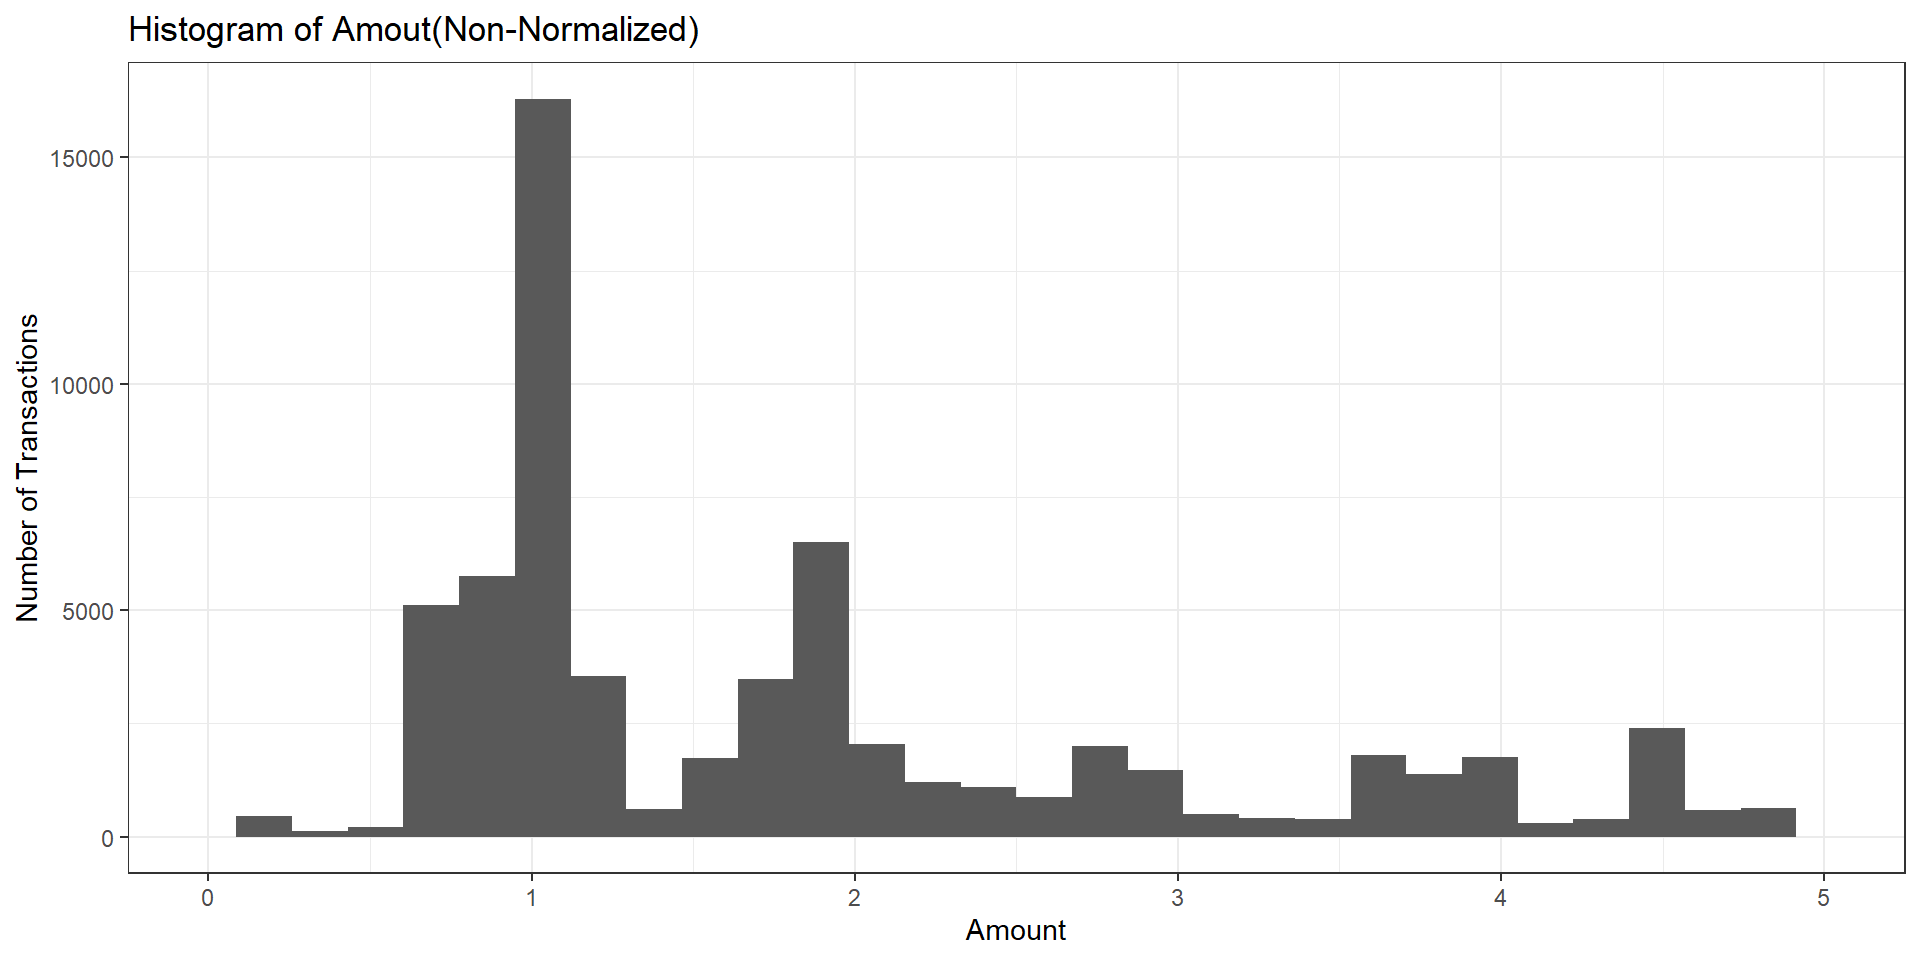 Histogram of Amout(Non-Normalized)
Number of Transactions
15000
10000
5000
0
0 1 2 3 4 5
Amount